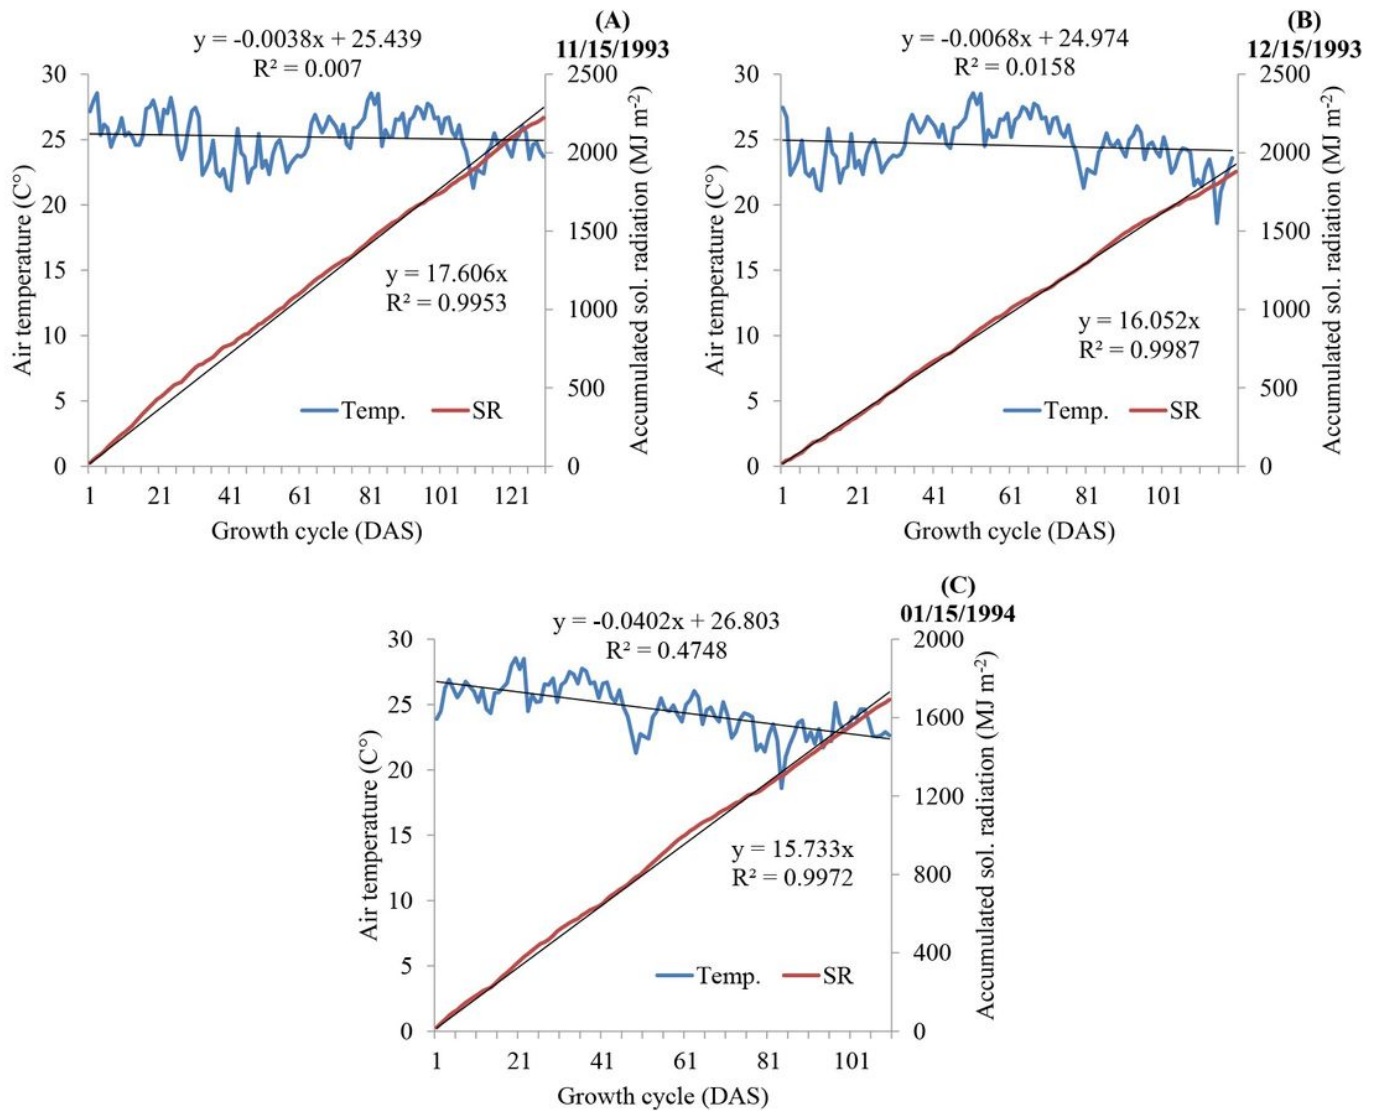 (A)
11/15/1993
y = -0.0038x + 25.439
R² = 0.007
30
25
20
15
10
5
0
Air temperature (C°)
2500
2000
1500
1000
500
0
Accumulated sol. radiation (MJ m⁻²)
y = 17.606x
R² = 0.9953
Temp. SR
1 21 41 61 81 101 121
Growth cycle (DAS)
(B)
12/15/1993
y = -0.0068x + 24.974
R² = 0.0158
30
25
20
15
10
5
0
Air temperature (C°)
2500
2000
1500
1000
500
0
Accumulated sol. radiation (MJ m⁻²)
y = 16.052x
R² = 0.9987
Temp. SR
1 21 41 61 81 101
Growth cycle (DAS)
(C)
01/15/1994
y = -0.0402x + 26.803
R² = 0.4748
30
25
20
15
10
5
0
Air temperature (C°)
2000
1600
1200
800
400
0
Accumulated sol. radiation (MJ m⁻²)
y = 15.733x
R² = 0.9972
Temp. SR
1 21 41 61 81 101
Growth cycle (DAS)